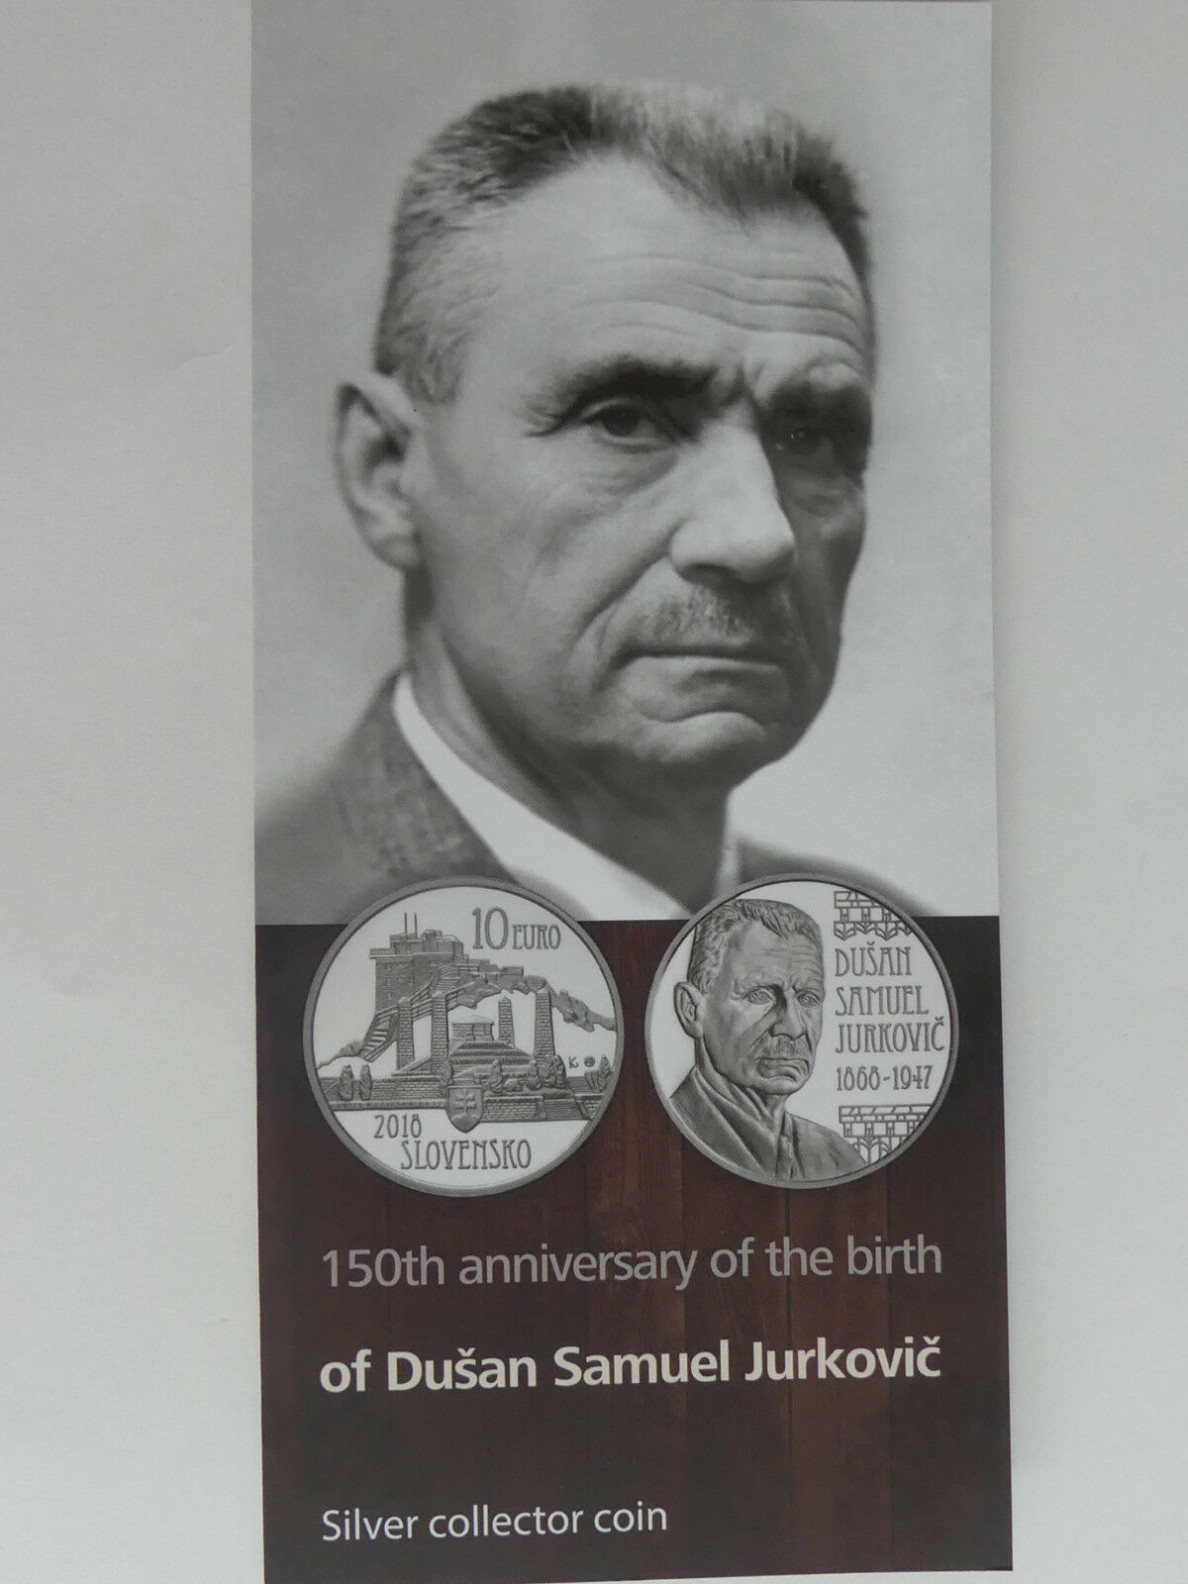 10 EURO
2018
SLOVENSKO
DUŠAN
SAMUEL
JURKOVIČ
1868-1947
150th anniversary of the birth
of Dušan Samuel Jurkovič
Silver collector coin